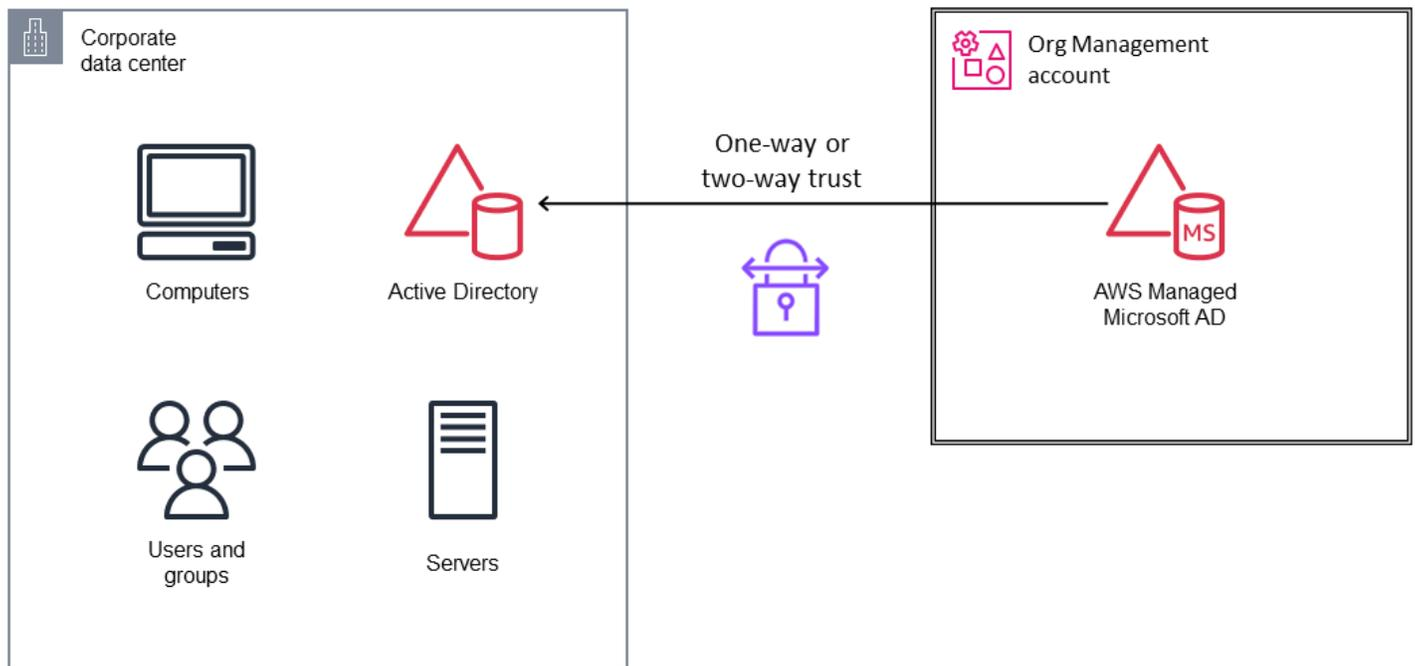 Corporate
data center
Org Management
account
One-way or
two-way trust
Computers
Active Directory
MS
AWS Managed
Microsoft AD
Users and
groups
Servers